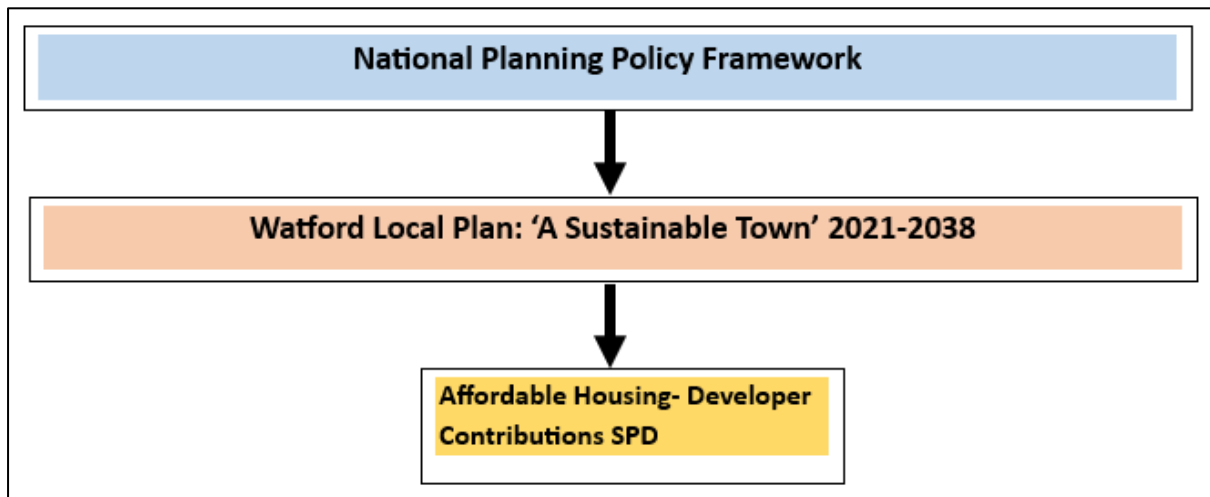 National Planning Policy Framework
Watford Local Plan: ‘A Sustainable Town’ 2021-2038
Affordable Housing- Developer
Contributions SPD